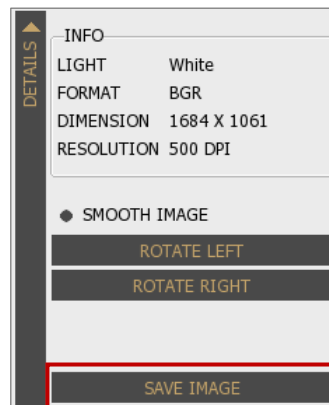 DETAILS
INFO
LIGHT White
FORMAT BGR
DIMENSION 1684 X 1061
RESOLUTION 500 DPI
SMOOTH IMAGE
ROTATE LEFT
ROTATE RIGHT
SAVE IMAGE